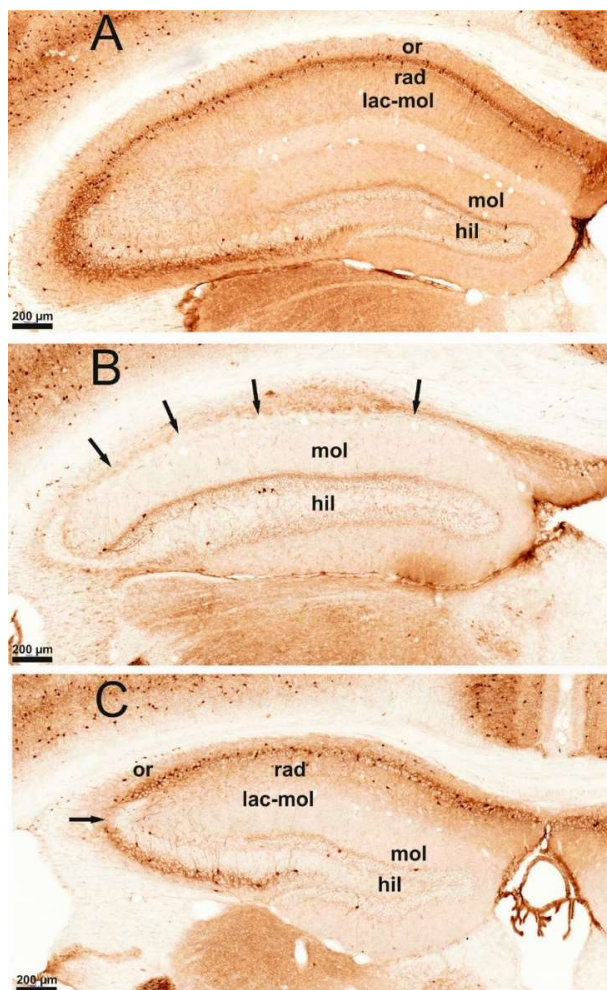 A
or
rad
lac-mol
mol
hil
200 µm
B
mol
hil
200 µm
C
or
rad
lac-mol
mol
hil
200 µm